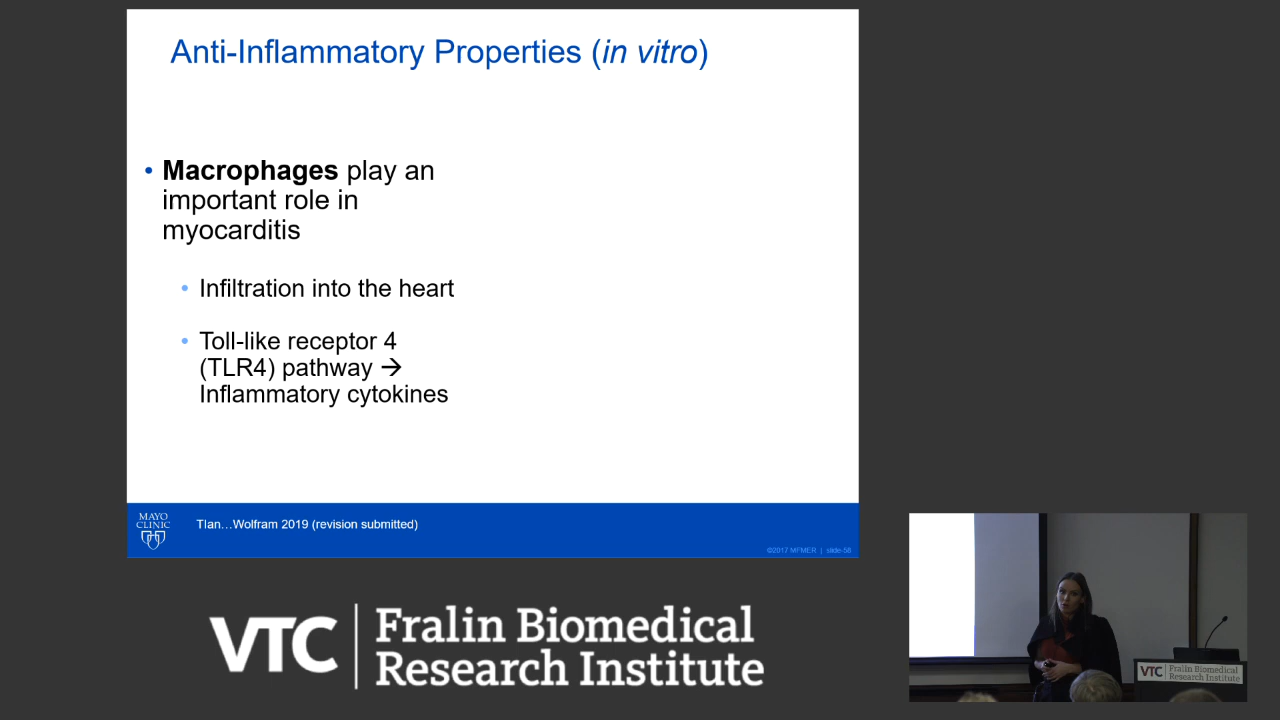 Anti-Inflammatory Properties (in vitro)
• Macrophages play an
important role in
myocarditis
• Infiltration into the heart
• Toll-like receptor 4
(TLR4) pathway →
Inflammatory cytokines
MAYO
CLINIC
TIan...Wolfram 2019 (revision submitted)
©2017 MFMER | slide-56
VTC Fralin Biomedical
Research Institute
VTC Fralin Biomedical
Research Institute